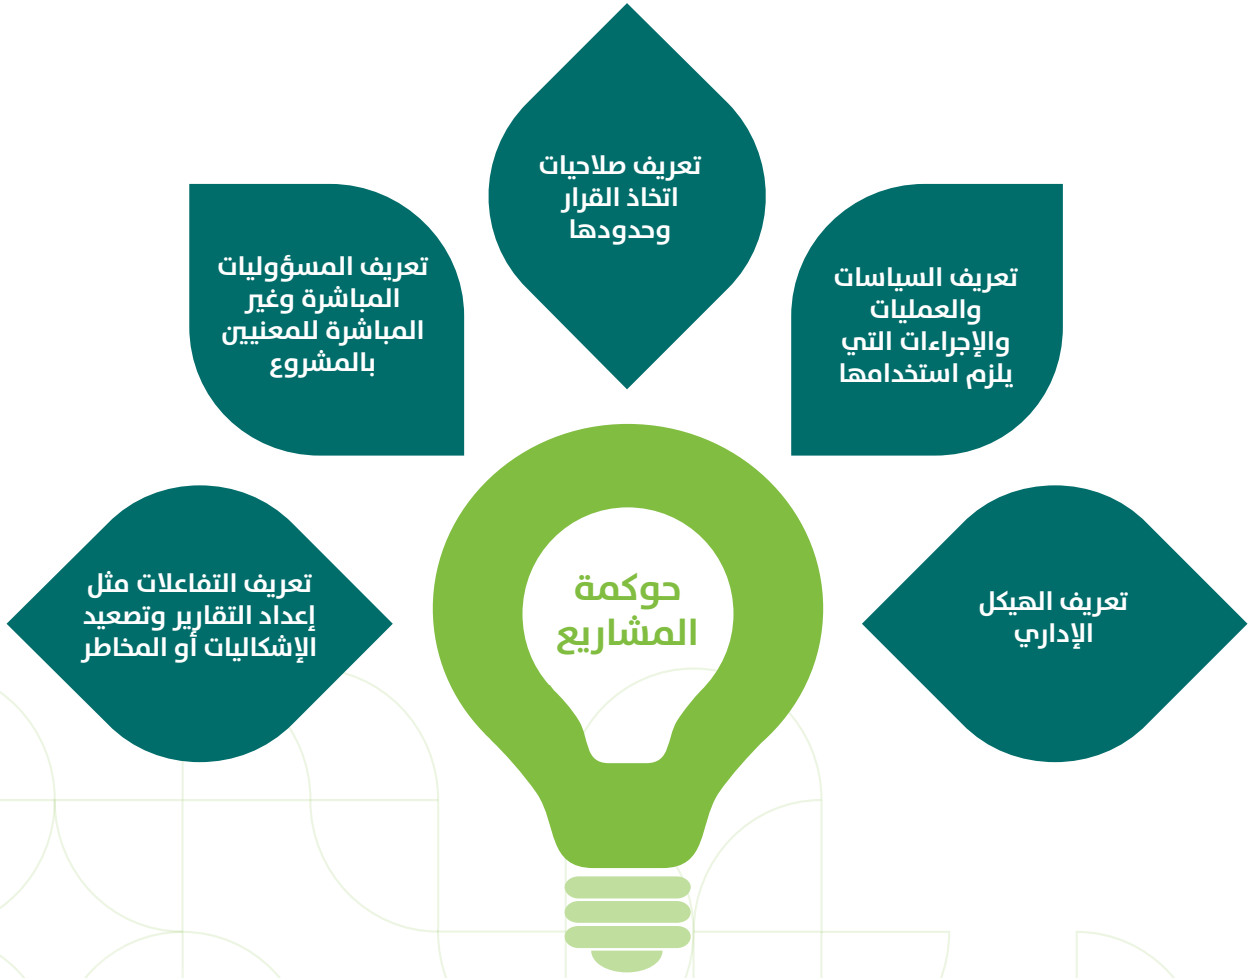 تعريف صلاحيات
اتخاذ القرار
وحدودها
تعريف السياسات
والعمليات
والإجراءات التي
يلزم استخدامها
تعريف المسؤوليات
المباشرة وغير
المباشرة للمعنيين
بالمشروع
تعريف الهيكل
الإداري
حوكمة
المشاريع
تعريف التفاعلات مثل
إعداد التقارير وتصعيد
الإشكاليات أو المخاطر